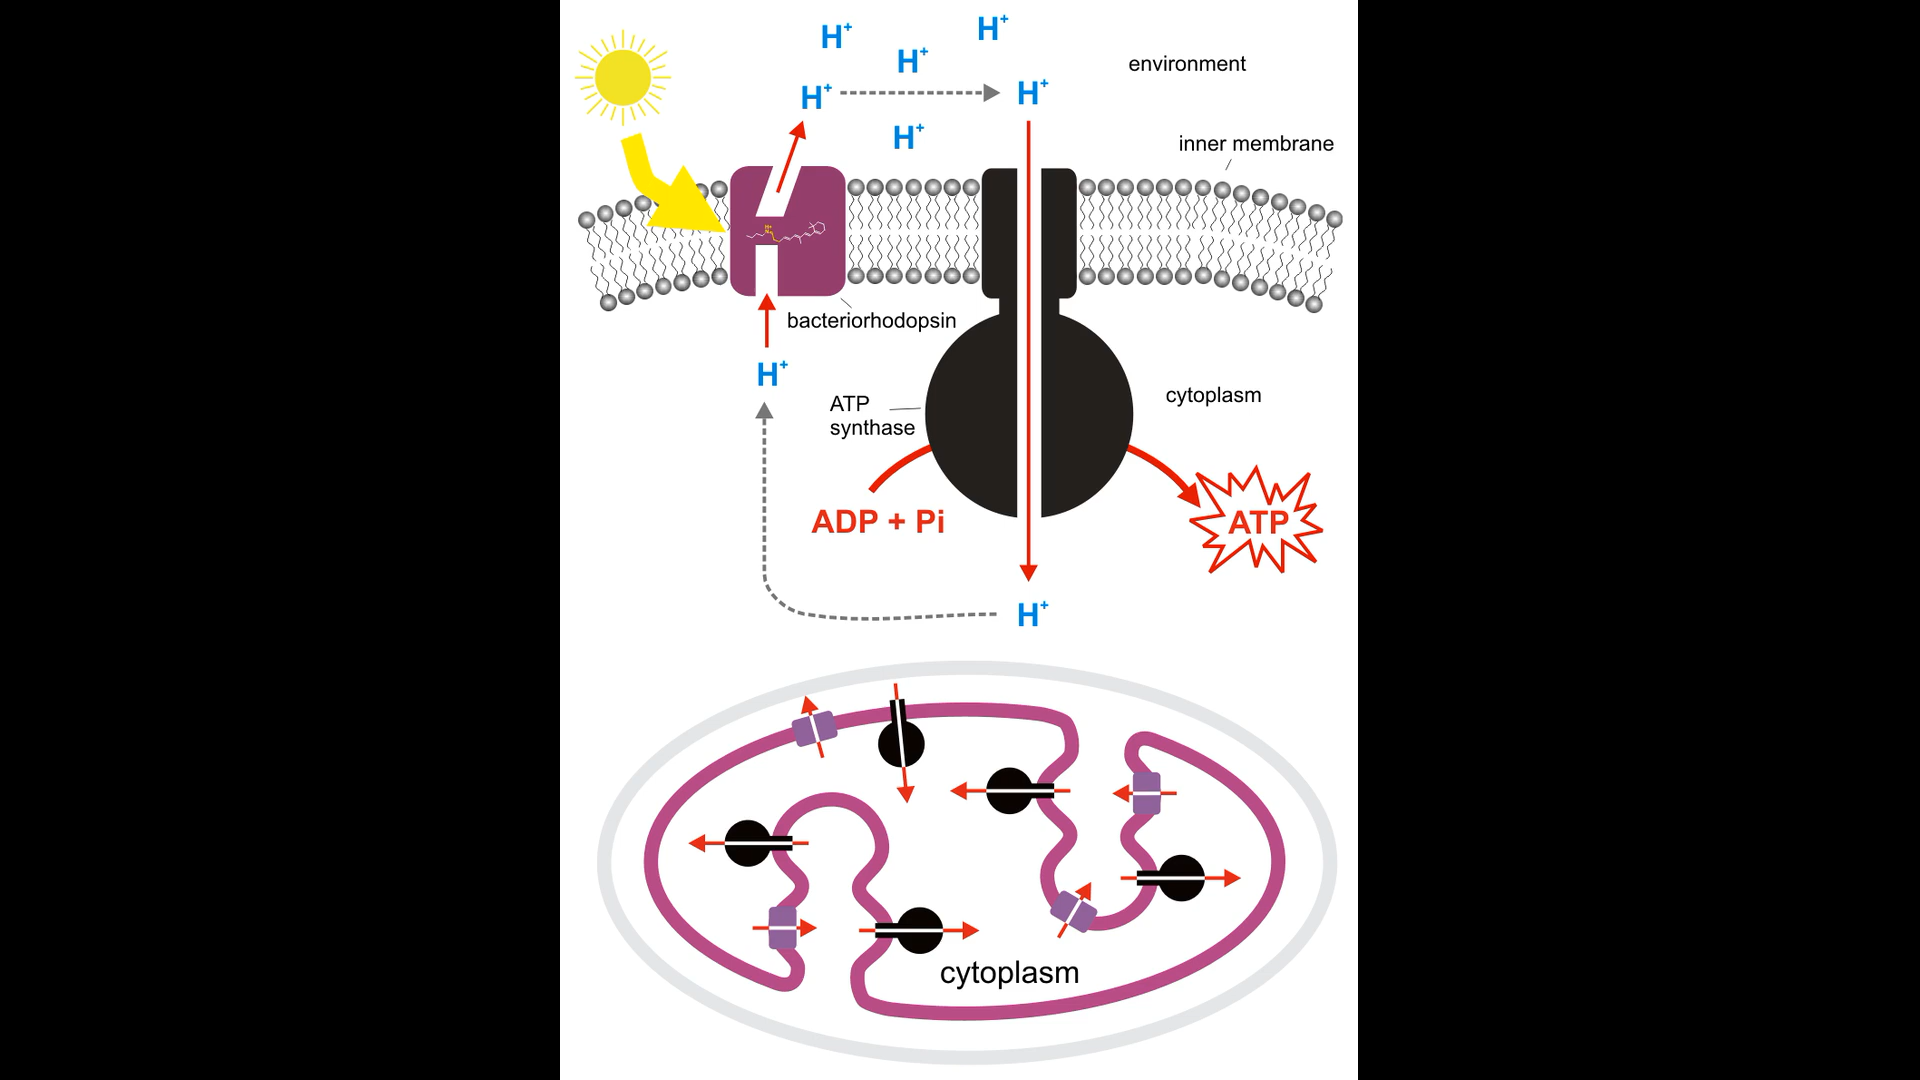 H⁺
H⁺
H⁺
environment
H⁺
H⁺
H⁺
inner membrane
bacteriorhodopsin
H⁺
ATP
synthase
cytoplasm
ADP + Pi
ATP
H⁺
cytoplasm